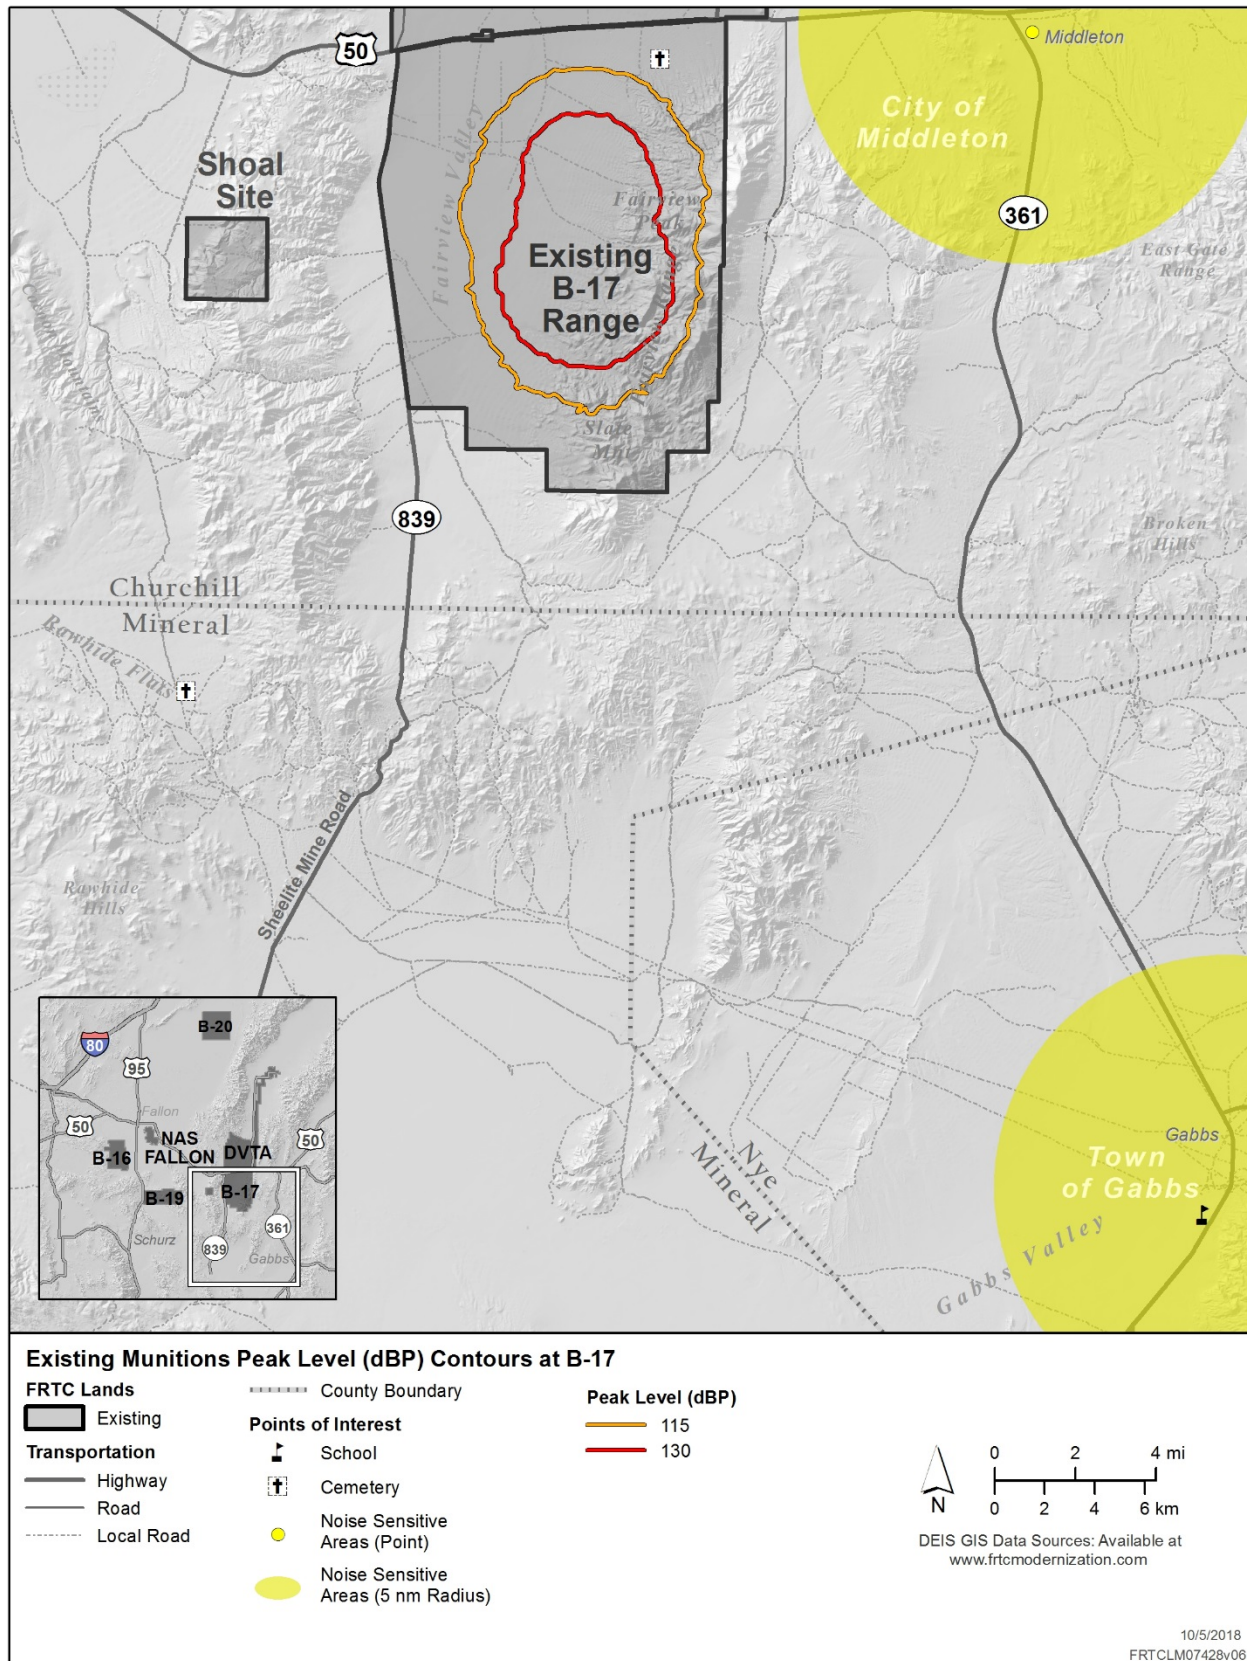 50
Middleton
City of
Middleton
Shoal
Site
Fairview Valley
Fairview
Peak
361
East Gate
Range
Existing
B-17
Range
Slate
Mnt
839
Broken
Hills
Churchill
Mineral
Rawhide Flats
Sheelite Mine Road
Rawhide
Hills
B-20
80
95
Fallon
50
NAS
FALLON
DVTA
50
B-16
B-19
B-17
Schurz
839
361
Gabbs
Nye
Mineral
Gabbs
Town
of Gabbs
Gabbs Valley
Existing Munitions Peak Level (dBP) Contours at B-17
FRTC Lands
Existing
Transportation
Highway
Road
Local Road
County Boundary
Points of Interest
School
Cemetery
Noise Sensitive
Areas (Point)
Noise Sensitive
Areas (5 nm Radius)
Peak Level (dBP)
115
130
N
0 2 4 mi
0 2 4 6 km
DEIS GIS Data Sources: Available at
www.frtcmodernization.com
10/5/2018
FRTCLM07428v06